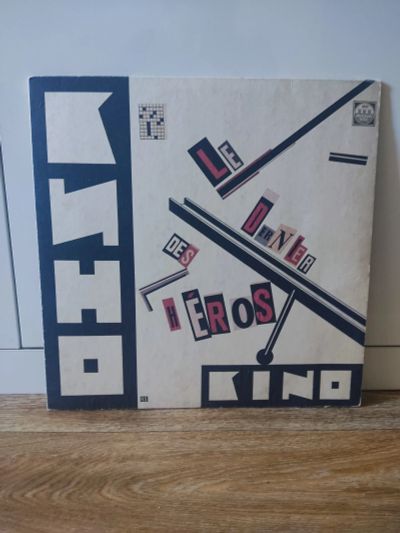 КИНО
LE
DERNIER
DES
HÉROS
KINO